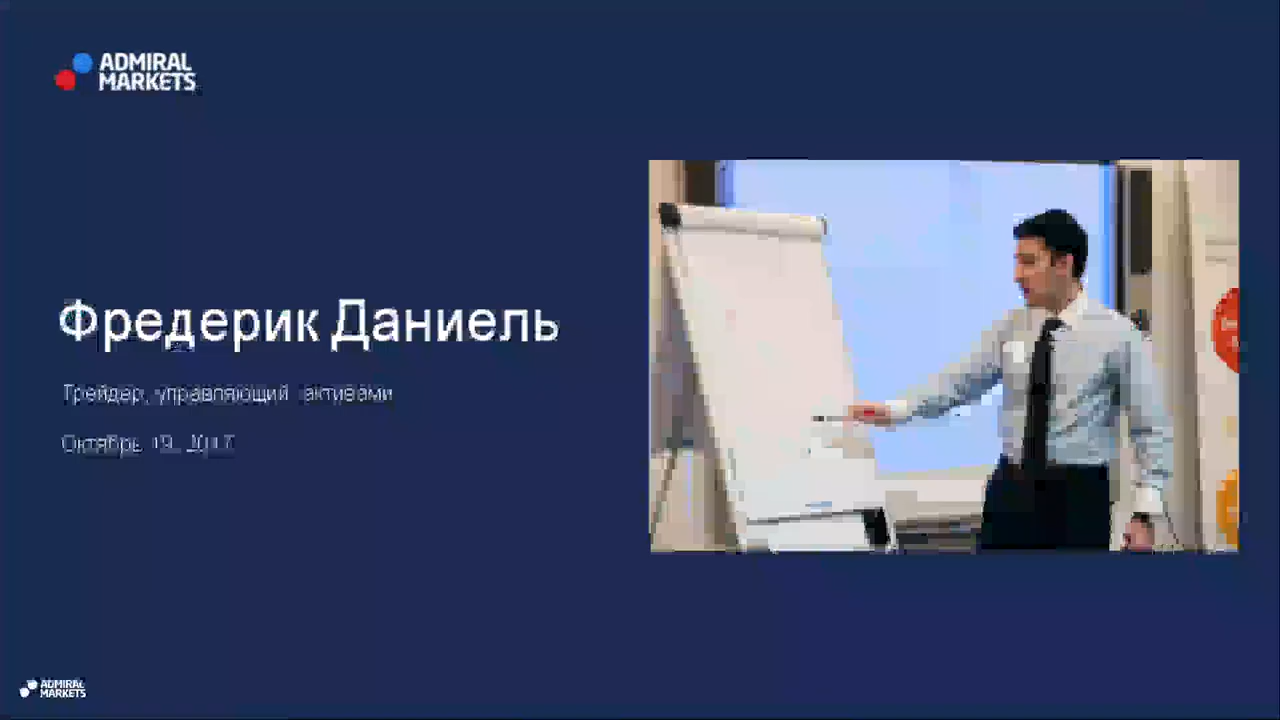 ADMIRAL
MARKETS
Фредерик Даниель
Трейдер, управляющий активами
Октябрь 19, 2017
ADMIRAL
MARKETS